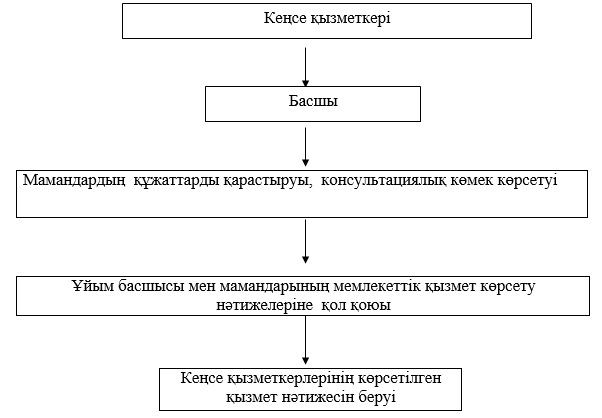 Кеңсе қызметкері
Басшы
Мамандардың құжаттарды қарастыруы, консультациялық көмек көрсетуі
Ұйым басшысы мен мамандарының мемлекеттік қызмет көрсету
нәтижелеріне қол қоюы
Кеңсе қызметкерлерінің көрсетілген
қызмет нәтижесін беруі